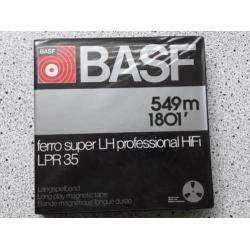 BASF
BASF
549m
1801'
ferro super LH professional HiFi
LPR 35
Langspielband
Long play magnetic tape
Bande magnétique longue durée